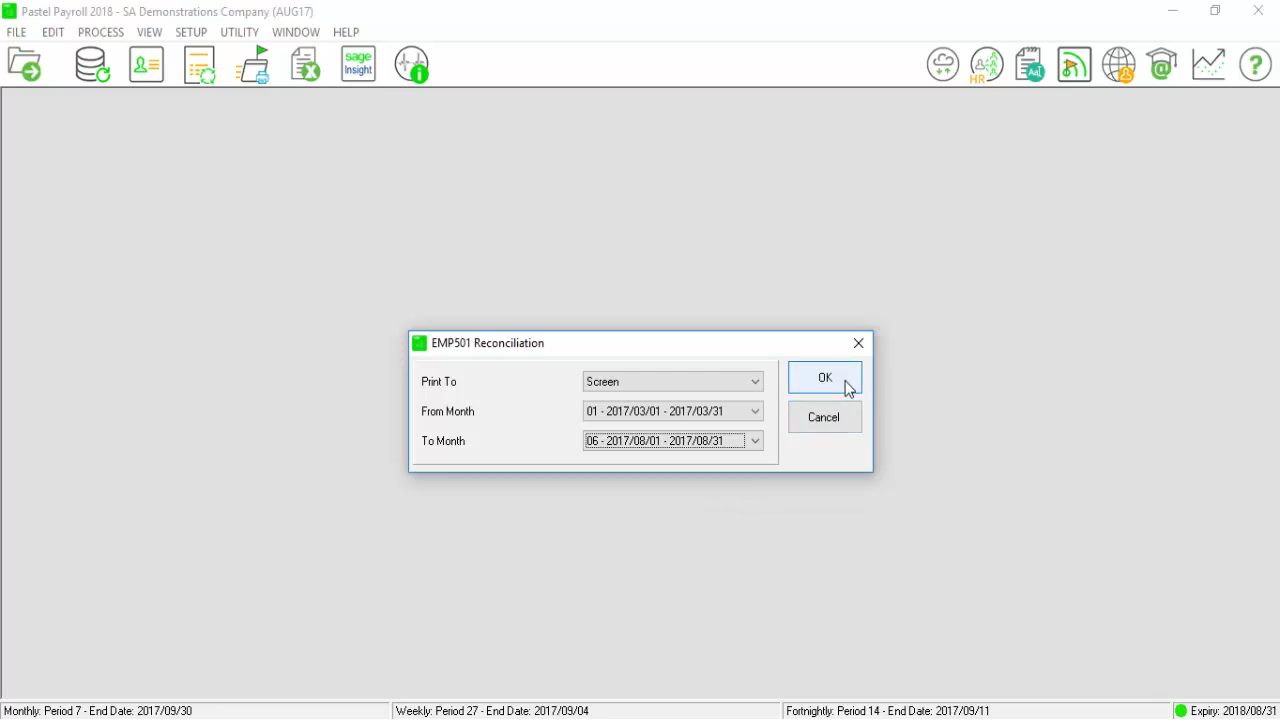 Pastel Payroll 2018 - SA Demonstrations Company (AUG17)
FILE EDIT PROCESS VIEW SETUP UTILITY WINDOW HELP
sage
Insight
HR
Aa
EMP501 Reconciliation
Print To Screen
OK
From Month 01 - 2017/03/01 - 2017/03/31
Cancel
To Month 06 - 2017/08/01 - 2017/08/31
Monthly: Period 7 - End Date: 2017/09/30 Weekly: Period 27 - End Date: 2017/09/04 Fortnightly: Period 14 - End Date: 2017/09/11 Expiry: 2018/08/31